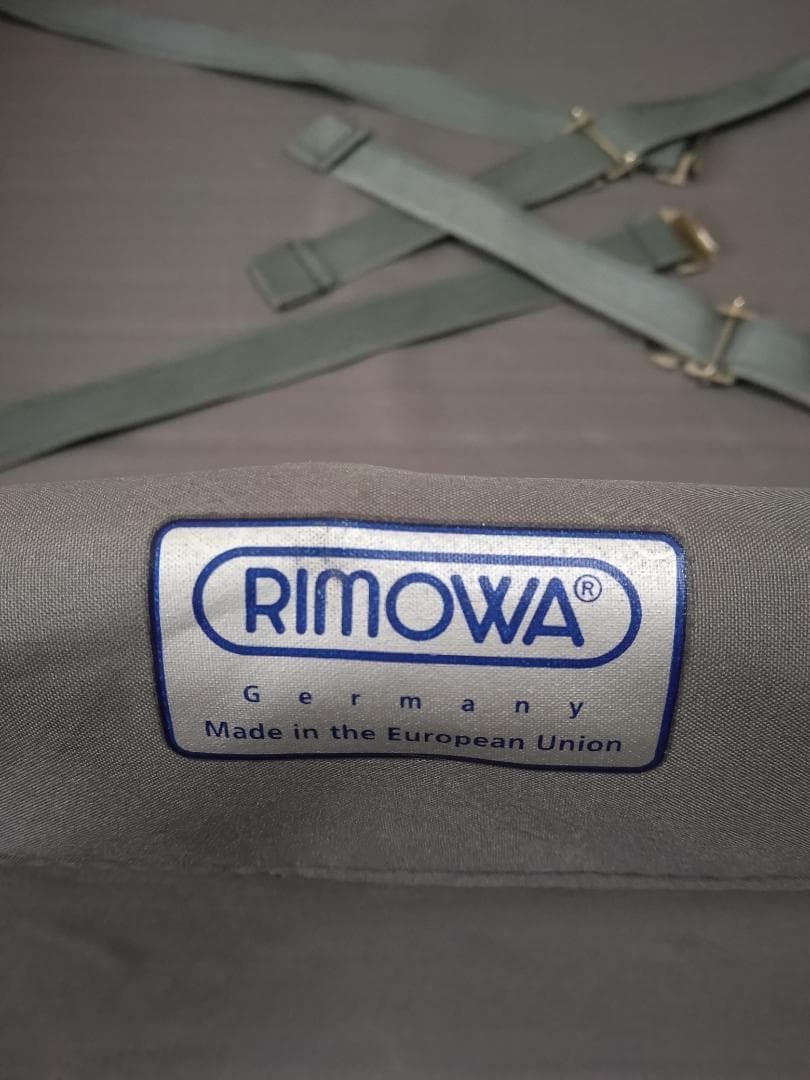 RIMOWA®
Germany
Made in the European Union